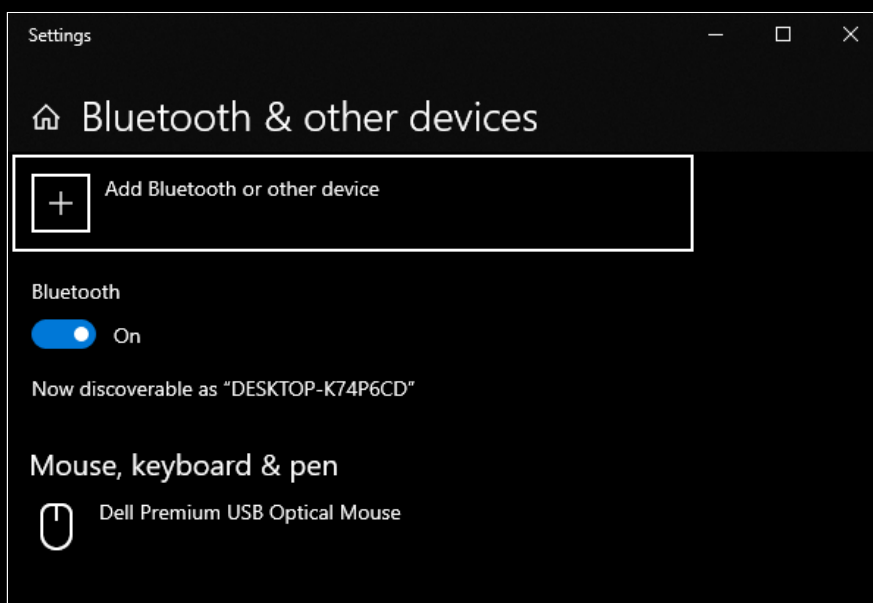 Settings
Bluetooth & other devices
Add Bluetooth or other device
Bluetooth
On
Now discoverable as “DESKTOP-K74P6CD”
Mouse, keyboard & pen
Dell Premium USB Optical Mouse